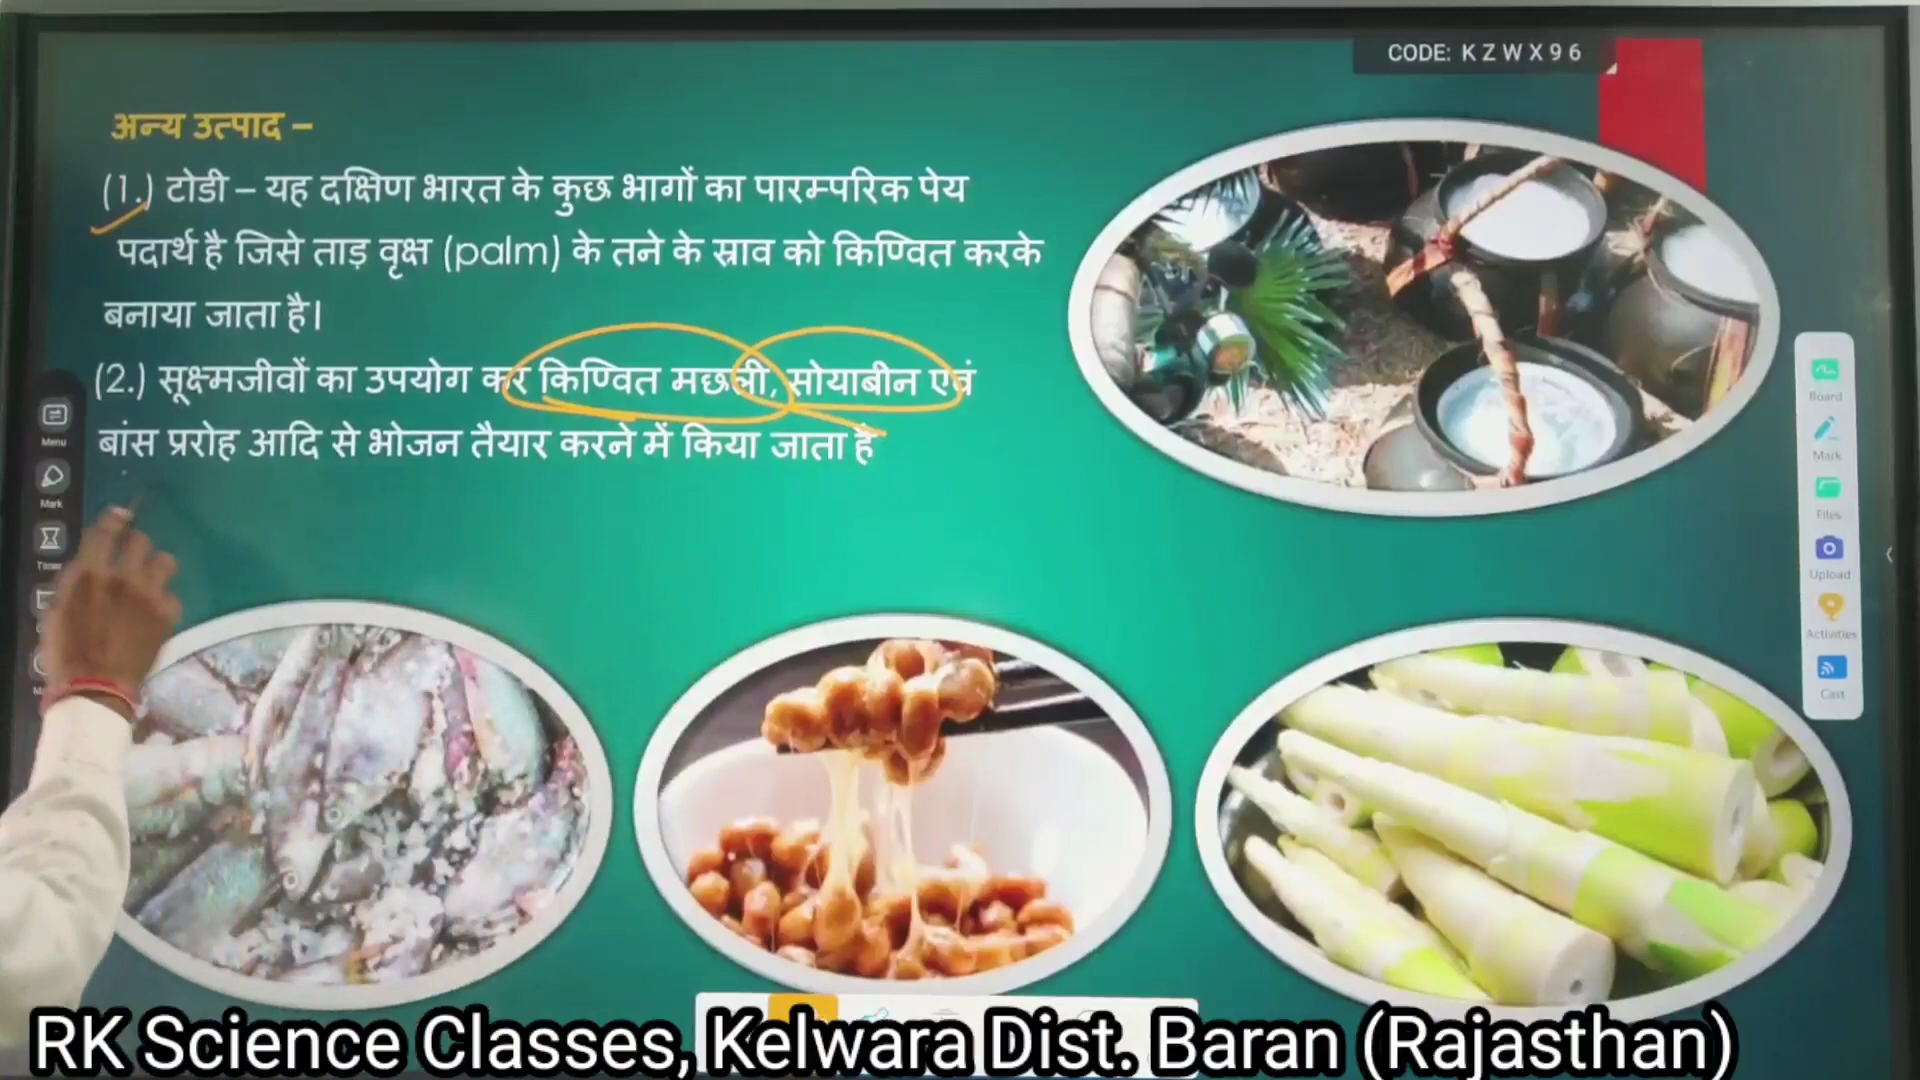 CODE: KZWX96
अन्य उत्पाद –
(1.) टोडी – यह दक्षिण भारत के कुछ भागों का पारम्परिक पेय
पदार्थ है जिसे ताड़ वृक्ष (palm) के तने के स्राव को किण्वित करके
बनाया जाता है।
(2.) सूक्ष्मजीवों का उपयोग कर किण्वित मछली, सोयाबीन एवं
बांस प्ररोह आदि से भोजन तैयार करने में किया जाता है
Menu
Mark
Timer
Board
Mark
Files
Upload
Activities
Cast
RK Science Classes, Kelwara Dist. Baran (Rajasthan)